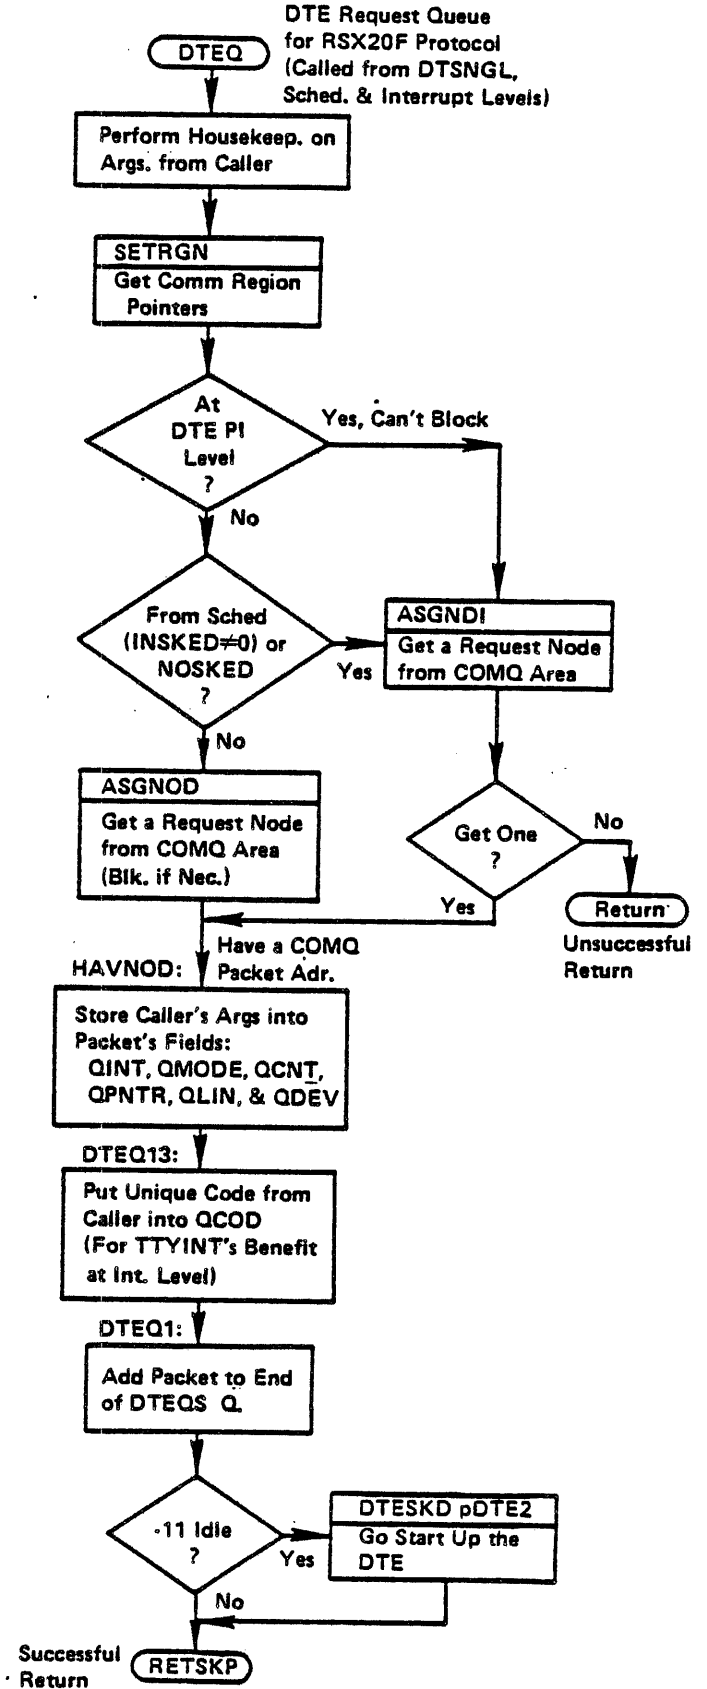 DTEQ
DTE Request Queue
for RSX20F Protocol
(Called from DTSNGL,
Sched. & Interrupt Levels)
Perform Housekeep. on
Args. from Caller
SETRGN
Get Comm Region
Pointers
At
DTE PI
Level
?
Yes, Can't Block
No
From Sched
(INSKED≠0) or
NOSKED
?
Yes
ASGNDI
Get a Request Node
from COMQ Area
No
ASGNOD
Get a Request Node
from COMQ Area
(Blk. if Nec.)
Get One
?
No
Yes
Return
Unsuccessful
Return
HAVNOD:
Have a COMQ
Packet Adr.
Store Caller's Args into
Packet's Fields:
QINT, QMODE, QCNT,
QPNTR, QLIN, & QDEV
DTEQ13:
Put Unique Code from
Caller into QCOD
(For TTYINT's Benefit
at Int. Level)
DTEQ1:
Add Packet to End
of DTEQS Q.
-11 Idle
?
Yes
DTESKD pDTE2
Go Start Up the
DTE
No
Successful
Return
RETSKP